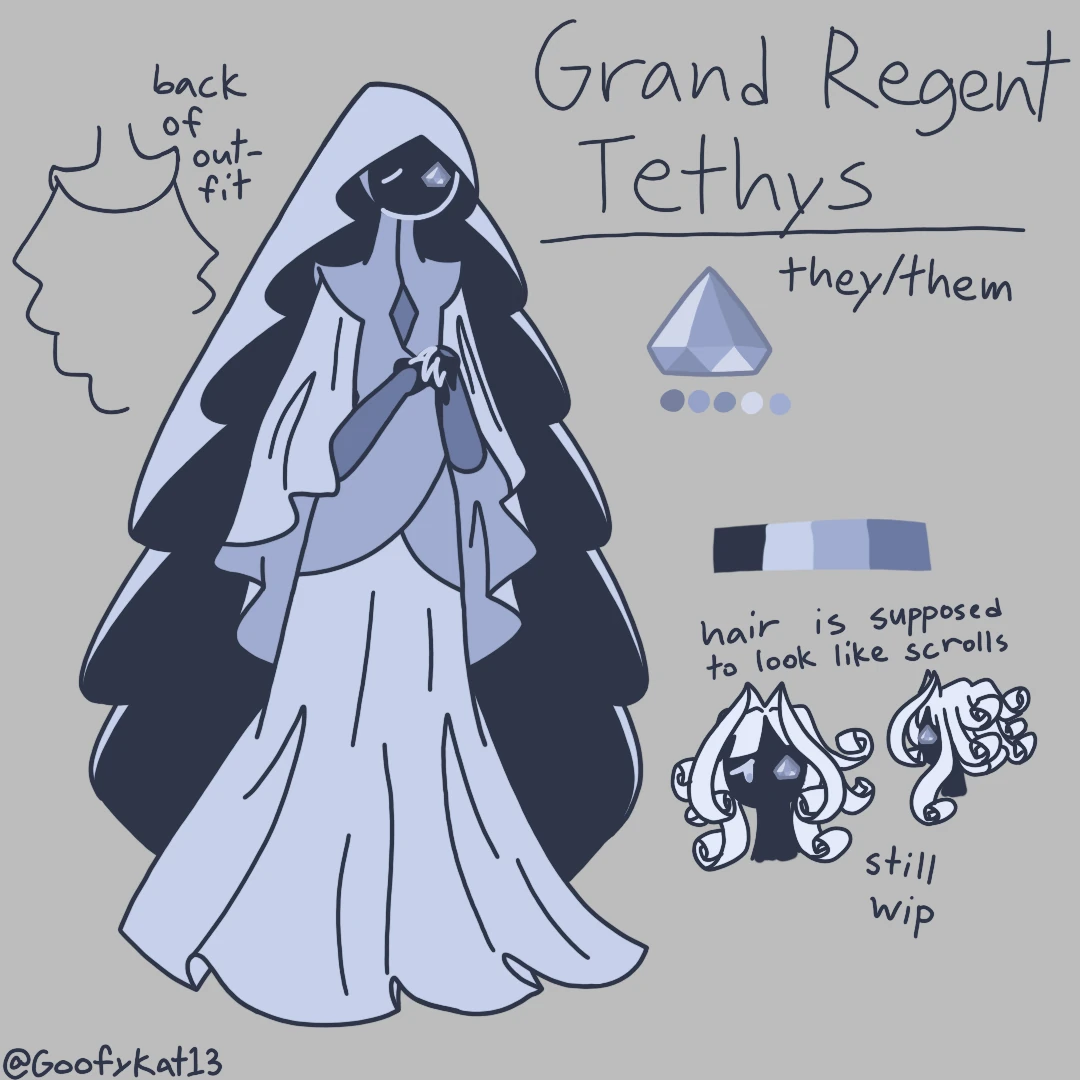 Grand Regent
Tethys
they/them
back
of
out-
fit
hair is supposed
to look like scrolls
still
wip
@GoofyKat13